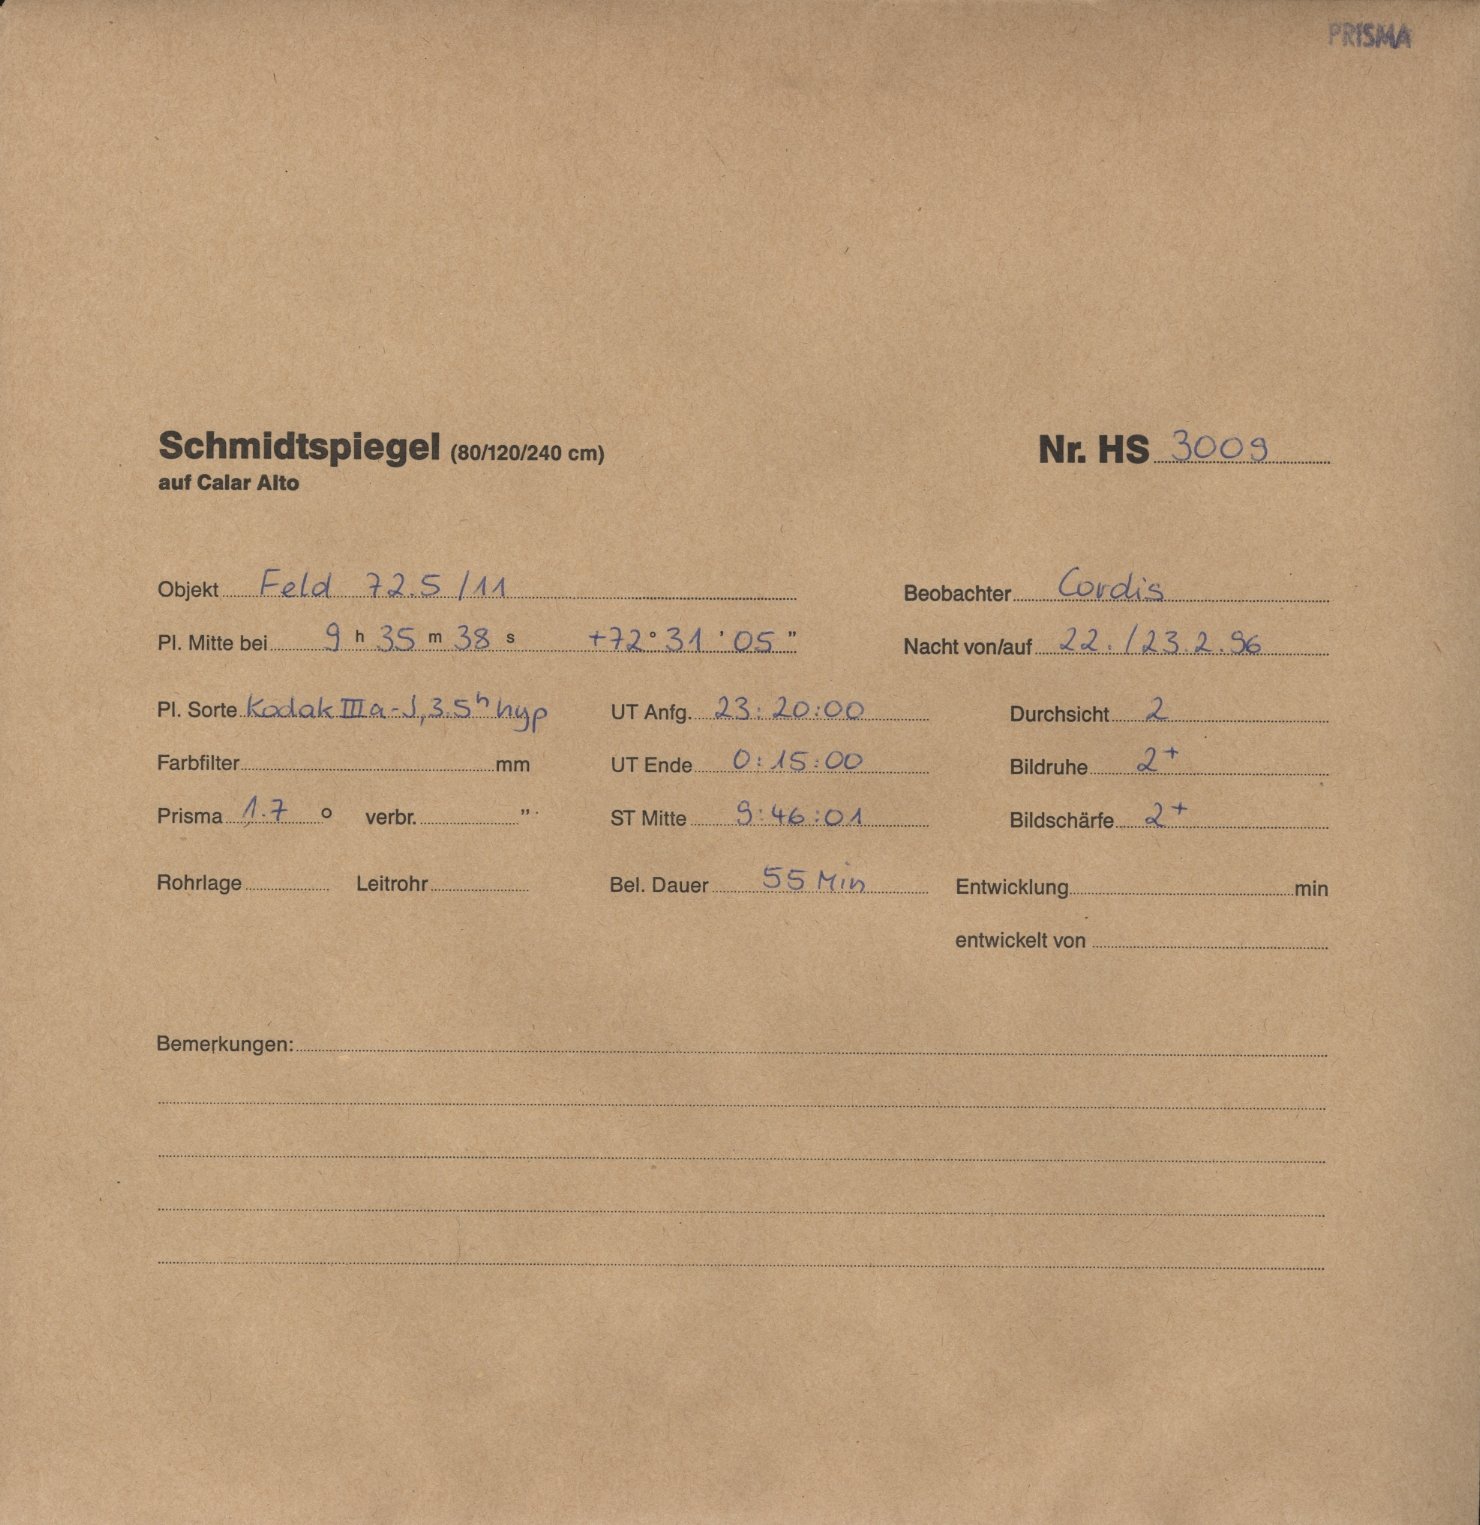 PRISMA
Schmidtspiegel (80/120/240 cm)
auf Calar Alto
Nr. HS 3009
Objekt Feld 72.5 /11
Beobachter Cordis
Pl. Mitte bei 9 h 35 m 38 s +72° 31 ' 05 ”
Nacht von/auf 22./23.2.96
Pl. Sorte Kodak IIIa-J, 3.5h hyp
UT Anfg. 23:20:00
Durchsicht 2
Farbfilter mm
UT Ende 0:15:00
Bildruhe 2+
Prisma 1.7 ° verbr. ”
ST Mitte 9:46:01
Bildschärfe 2+
Rohrlage Leitrohr
Bel. Dauer 55 Min
Entwicklung min
entwickelt von
Bemerkungen: